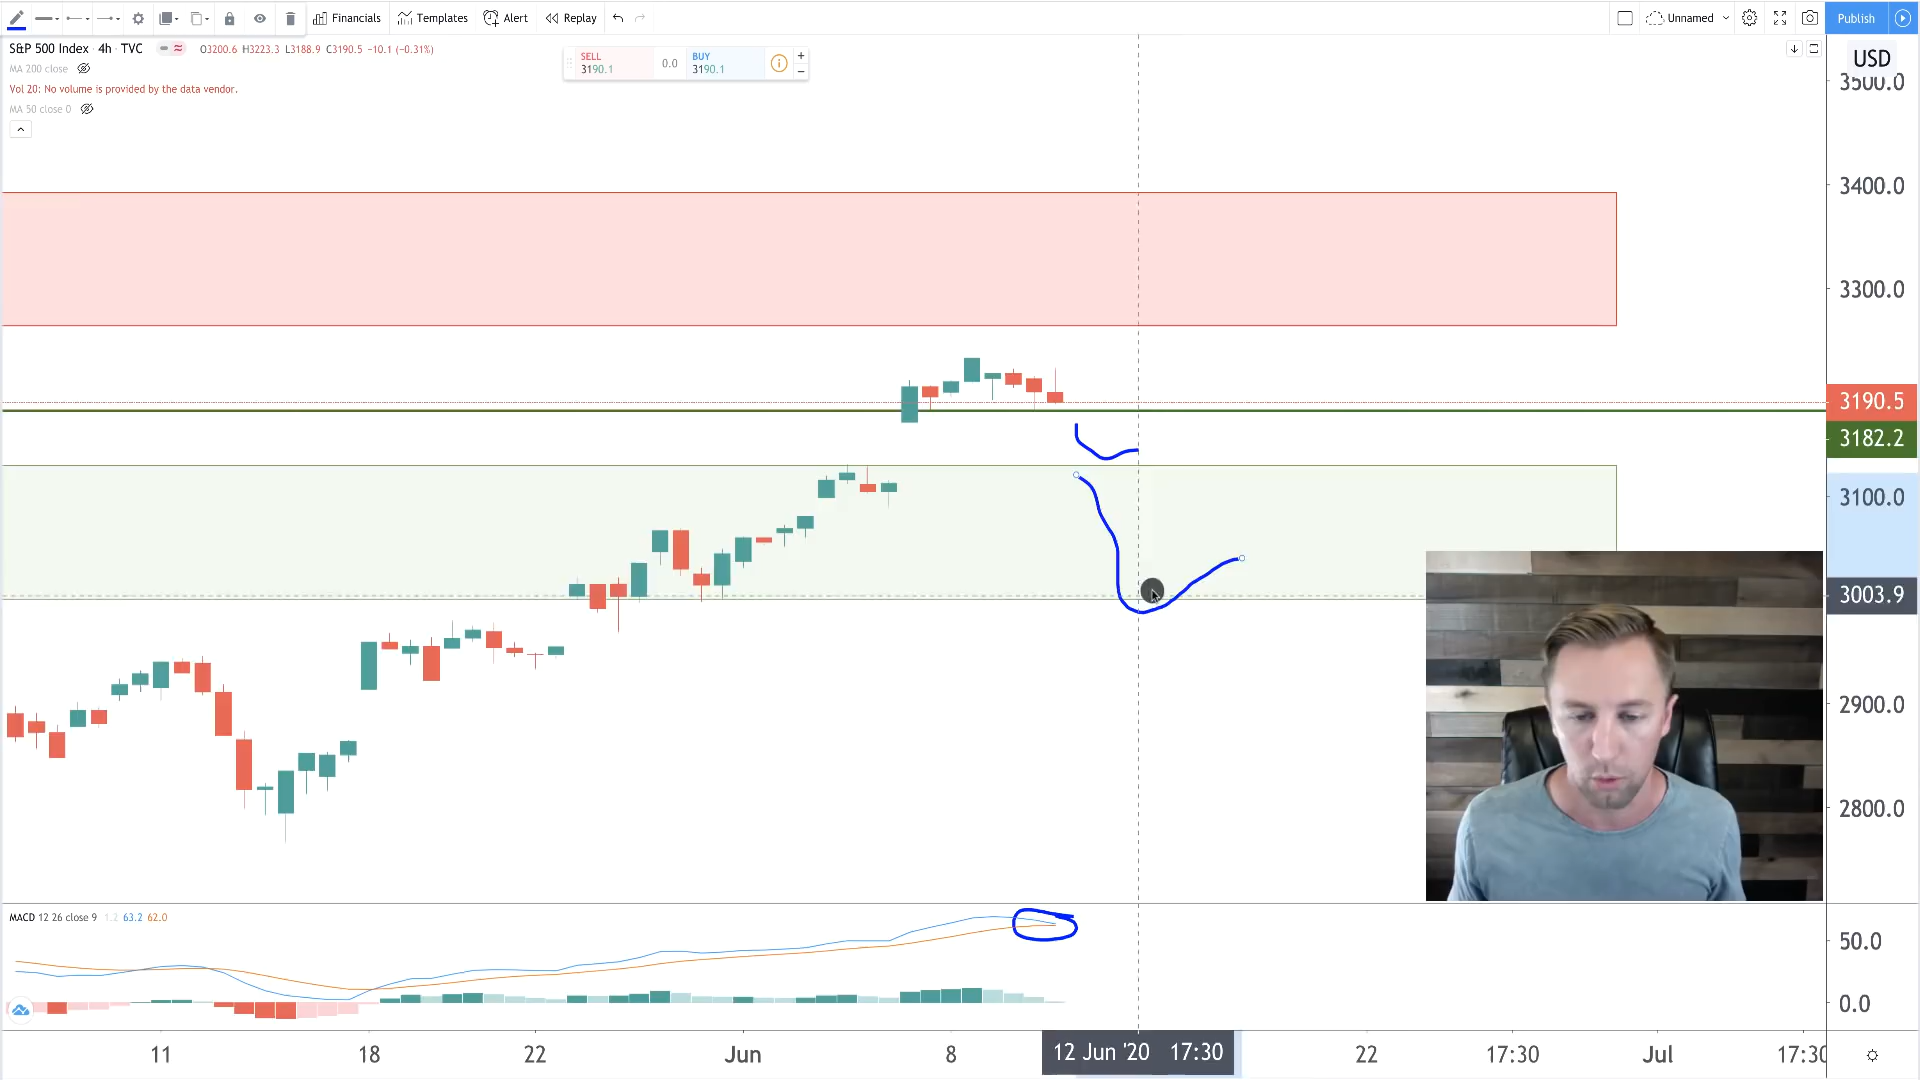 Financials Templates Alert Replay Unnamed Publish
S&P 500 Index · 4h · TVC O3200.6 H3223.3 L3188.9 C3190.5 −10.1 (−0.31%)
SELL
3190.1
0.0
BUY
3190.1
MA 200 close
Vol 20: No volume is provided by the data vendor.
MA 50 close 0
USD
3500.0
3400.0
3300.0
3190.5
3182.2
3100.0
3003.9
2900.0
2800.0
MACD 12 26 close 9 1.2 63.2 62.0
50.0
0.0
11 18 22 Jun 8 12 Jun '20 17:30 22 17:30 Jul 17:30